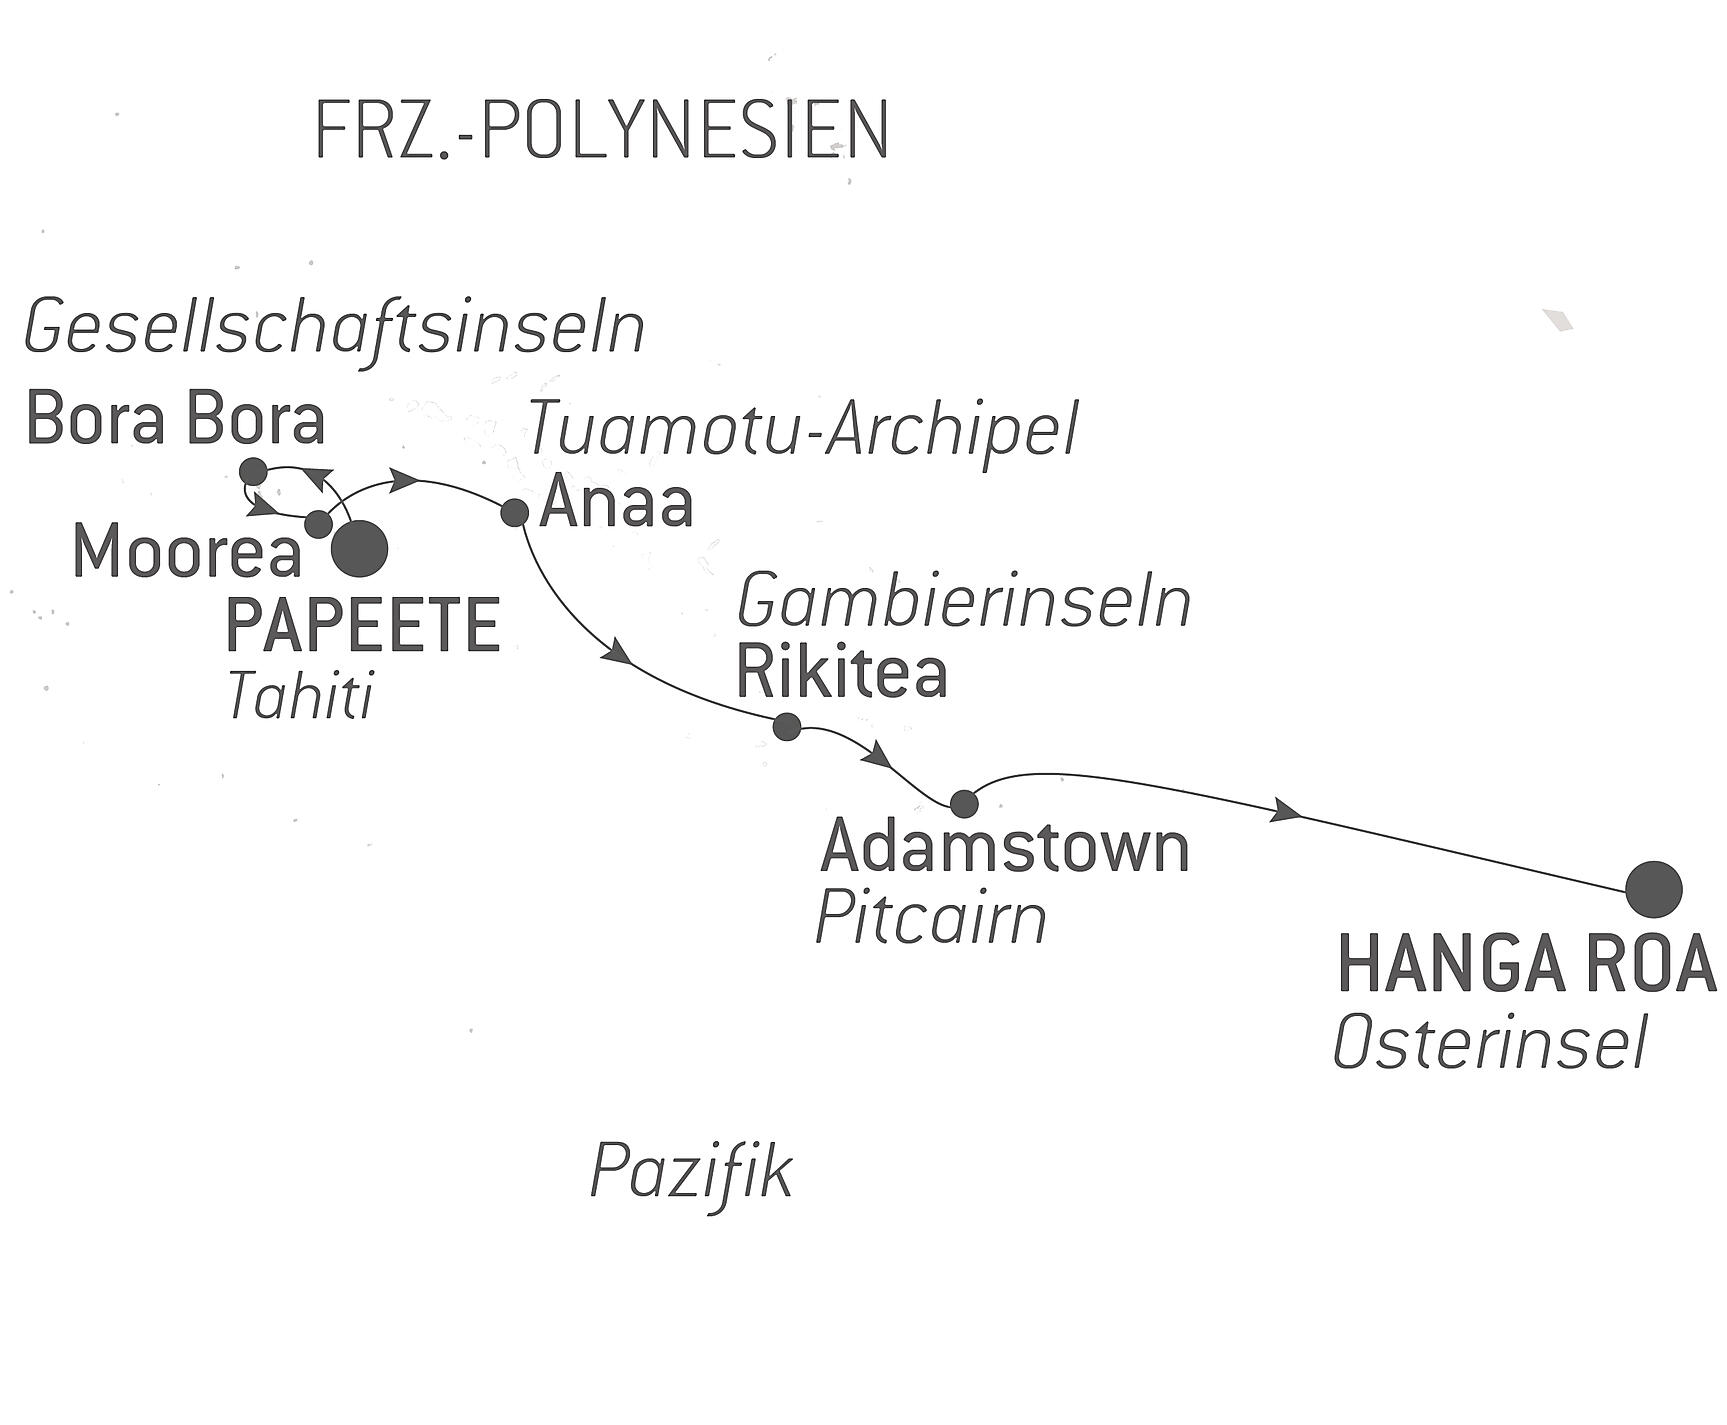 FRZ.-POLYNESIEN
Gesellschaftsinseln
Bora Bora
Tuamotu-Archipel
Anaa
Moorea
PAPEETE
Tahiti
Gambierinseln
Rikitea
Adamstown
Pitcairn
HANGA ROA
Osterinsel
Pazifik